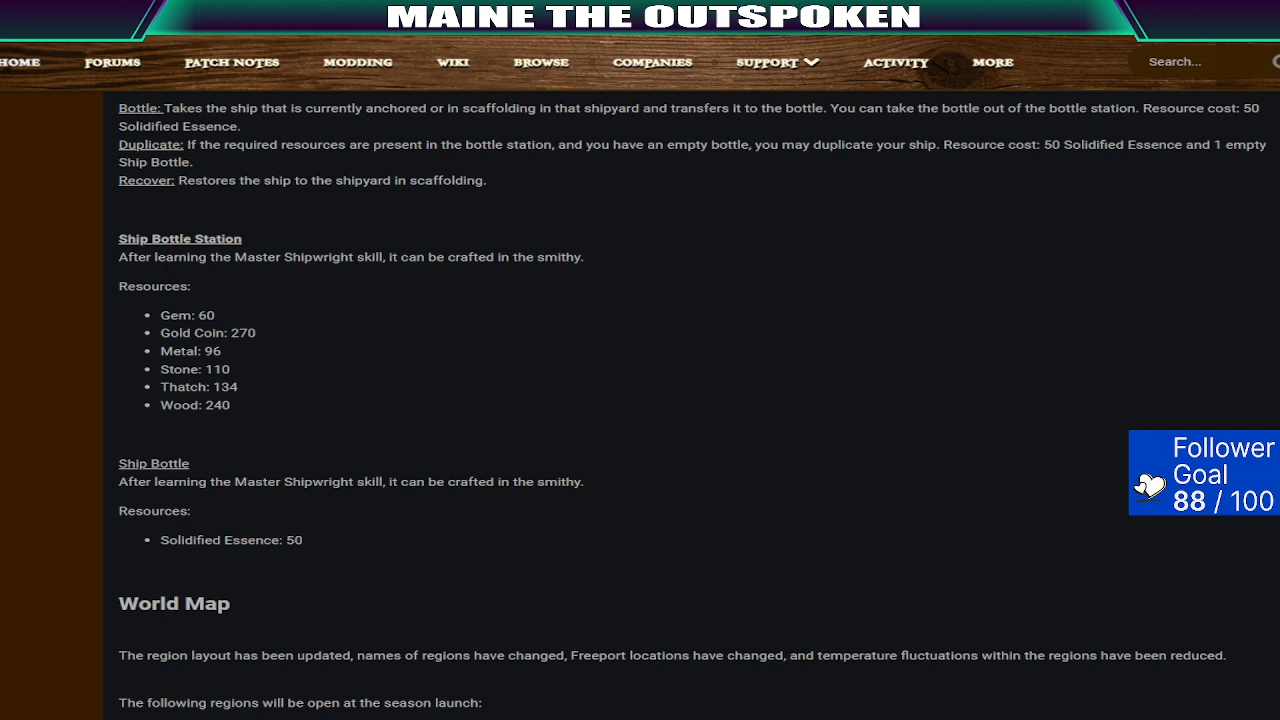 MAINE THE OUTSPOKEN
HOME FORUMS PATCH NOTES MODDING WIKI BROWSE COMPANIES SUPPORT ACTIVITY MORE Search...
Bottle: Takes the ship that is currently anchored or in scaffolding in that shipyard and transfers it to the bottle. You can take the bottle out of the bottle station. Resource cost: 50
Solidified Essence.
Duplicate: If the required resources are present in the bottle station, and you have an empty bottle, you may duplicate your ship. Resource cost: 50 Solidified Essence and 1 empty
Ship Bottle.
Recover: Restores the ship to the shipyard in scaffolding.
Ship Bottle Station
After learning the Master Shipwright skill, it can be crafted in the smithy.
Resources:
• Gem: 60
• Gold Coin: 270
• Metal: 96
• Stone: 110
• Thatch: 134
• Wood: 240
Follower
Goal
88 / 100
Ship Bottle
After learning the Master Shipwright skill, it can be crafted in the smithy.
Resources:
• Solidified Essence: 50
World Map
The region layout has been updated, names of regions have changed, Freeport locations have changed, and temperature fluctuations within the regions have been reduced.
The following regions will be open at the season launch: